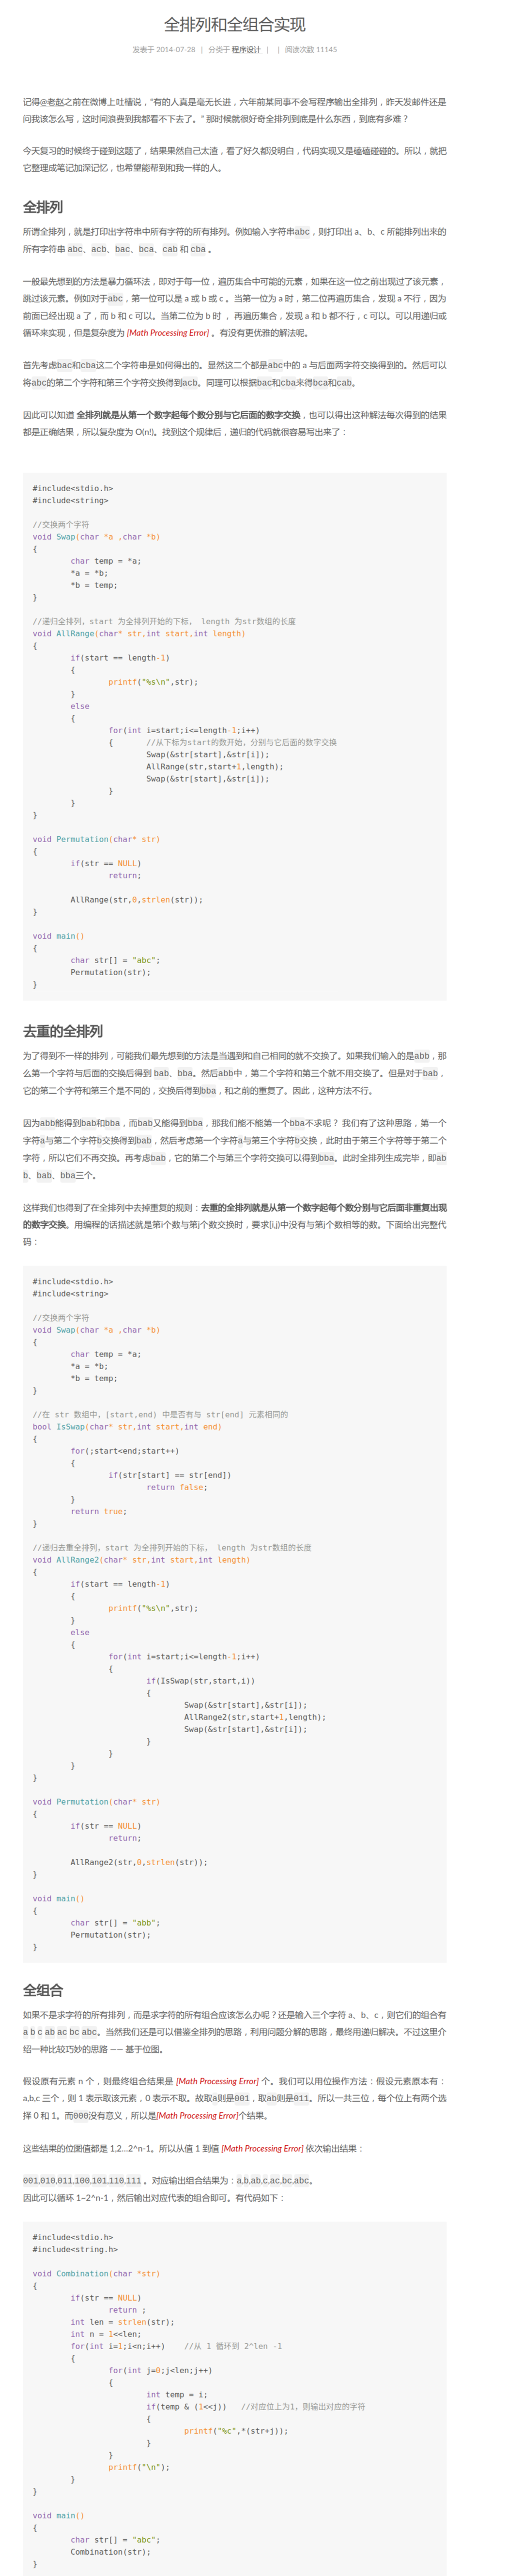 全排列和全组合实现
发表于 2014-07-28 | 分类于 程序设计 | | 阅读次数 11145
记得@老赵之前在微博上吐槽说，“有的人真是毫无长进，六年前某同事不会写程序输出全排列，昨天发邮件还是
问我该怎么写，这时间浪费到我都看不下去了。” 那时候就很好奇全排列到底是什么东西，到底有多难？
今天复习的时候终于碰到这题了，结果果然自己太渣，看了好久都没明白，代码实现又是磕磕碰碰的。所以，就把
它整理成笔记加深记忆，也希望能帮到和我一样的人。
全排列
所谓全排列，就是打印出字符串中所有字符的所有排列。例如输入字符串abc，则打印出 a、b、c 所能排列出来的
所有字符串 abc、acb、bac、bca、cab 和 cba 。
一般最先想到的方法是暴力循环法，即对于每一位，遍历集合中可能的元素，如果在这一位之前出现过了该元素，
跳过该元素。例如对于abc，第一位可以是 a 或 b 或 c 。当第一位为 a 时，第二位再遍历集合，发现 a 不行，因为
前面已经出现 a 了，而 b 和 c 可以。当第二位为 b 时 ，再遍历集合，发现 a 和 b 都不行，c 可以。可以用递归或
循环来实现，但是复杂度为 [Math Processing Error] 。有没有更优雅的解法呢。
首先考虑bac和cba这二个字符串是如何得出的。显然这二个都是abc中的 a 与后面两字符交换得到的。然后可以
将abc的第二个字符和第三个字符交换得到acb。同理可以根据bac和cba来得bca和cab。
因此可以知道 全排列就是从第一个数字起每个数分别与它后面的数字交换，也可以得出这种解法每次得到的结果
都是正确结果，所以复杂度为 O(n!)。找到这个规律后，递归的代码就很容易写出来了：
#include<stdio.h>
#include<string>
//交换两个字符
void Swap(char *a ,char *b)
{
char temp = *a;
*a = *b;
*b = temp;
}
//递归全排列，start 为全排列开始的下标， length 为str数组的长度
void AllRange(char* str,int start,int length)
{
if(start == length-1)
{
printf("%s\n",str);
}
else
{
for(int i=start;i<=length-1;i++)
{ //从下标为start的数开始，分别与它后面的数字交换
Swap(&str[start],&str[i]);
AllRange(str,start+1,length);
Swap(&str[start],&str[i]);
}
}
}
void Permutation(char* str)
{
if(str == NULL)
return;
AllRange(str,0,strlen(str));
}
void main()
{
char str[] = "abc";
Permutation(str);
}
去重的全排列
为了得到不一样的排列，可能我们最先想到的方法是当遇到和自己相同的就不交换了。如果我们输入的是abb，那
么第一个字符与后面的交换后得到 bab、bba。然后abb中，第二个字符和第三个就不用交换了。但是对于bab，
它的第二个字符和第三个是不同的，交换后得到bba，和之前的重复了。因此，这种方法不行。
因为abb能得到bab和bba，而bab又能得到bba，那我们能不能第一个bba不求呢？ 我们有了这种思路，第一个
字符a与第二个字符b交换得到bab，然后考虑第一个字符a与第三个字符b交换，此时由于第三个字符等于第二个
字符，所以它们不再交换。再考虑bab，它的第二个与第三个字符交换可以得到bba。此时全排列生成完毕，即ab
b、bab、bba三个。
这样我们也得到了在全排列中去掉重复的规则：去重的全排列就是从第一个数字起每个数分别与它后面非重复出现
的数字交换。用编程的话描述就是第i个数与第j个数交换时，要求[i,j)中没有与第j个数相等的数。下面给出完整代
码：
#include<stdio.h>
#include<string>
//交换两个字符
void Swap(char *a ,char *b)
{
char temp = *a;
*a = *b;
*b = temp;
}
//在 str 数组中，[start,end) 中是否有与 str[end] 元素相同的
bool IsSwap(char* str,int start,int end)
{
for(;start<end;start++)
{
if(str[start] == str[end])
return false;
}
return true;
}
//递归去重全排列，start 为全排列开始的下标， length 为str数组的长度
void AllRange2(char* str,int start,int length)
{
if(start == length-1)
{
printf("%s\n",str);
}
else
{
for(int i=start;i<=length-1;i++)
{
if(IsSwap(str,start,i))
{
Swap(&str[start],&str[i]);
AllRange2(str,start+1,length);
Swap(&str[start],&str[i]);
}
}
}
}
void Permutation(char* str)
{
if(str == NULL)
return;
AllRange2(str,0,strlen(str));
}
void main()
{
char str[] = "abb";
Permutation(str);
}
全组合
如果不是求字符的所有排列，而是求字符的所有组合应该怎么办呢？还是输入三个字符 a、b、c，则它们的组合有
a b c ab ac bc abc。当然我们还是可以借鉴全排列的思路，利用问题分解的思路，最终用递归解决。不过这里介
绍一种比较巧妙的思路 —— 基于位图。
假设原有元素 n 个，则最终组合结果是 [Math Processing Error] 个。我们可以用位操作方法：假设元素原本有：
a,b,c 三个，则 1 表示取该元素，0 表示不取。故取a则是001，取ab则是011。所以一共三位，每个位上有两个选
择 0 和 1。而000没有意义，所以是[Math Processing Error]个结果。
这些结果的位图值都是 1,2…2^n-1。所以从值 1 到值 [Math Processing Error] 依次输出结果：
001,010,011,100,101,110,111 。对应输出组合结果为：a,b,ab,c,ac,bc,abc。
因此可以循环 1~2^n-1，然后输出对应代表的组合即可。有代码如下：
#include<stdio.h>
#include<string.h>
void Combination(char *str)
{
if(str == NULL)
return ;
int len = strlen(str);
int n = 1<<len;
for(int i=1;i<n;i++) //从 1 循环到 2^len -1
{
for(int j=0;j<len;j++)
{
int temp = i;
if(temp & (1<<j)) //对应位上为1，则输出对应的字符
{
printf("%c",*(str+j));
}
}
printf("\n");
}
}
void main()
{
char str[] = "abc";
Combination(str);
}